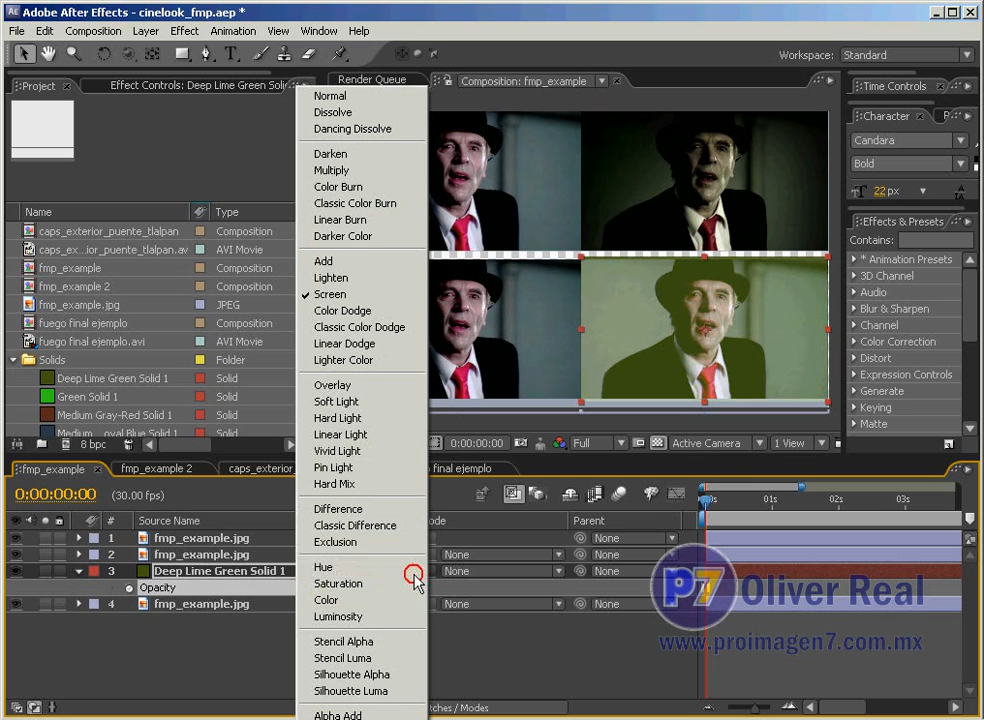 Adobe After Effects - cinelook_fmp.aep *
File Edit Composition Layer Effect Animation View Window Help
Workspace: Standard
Project
Effect Controls: Deep Lime Green Soli
Render Queue
Composition: fmp_example
Time Controls
Character
Candara
Bold
22 px
Effects & Presets
Contains:
* Animation Presets
3D Channel
Audio
Blur & Sharpen
Channel
Color Correction
Distort
Expression Controls
Generate
Keying
Matte
Name Type
caps_exterior_puente_tlalpan Composition
caps_ex...ior_puente_tlalpan.av AVI Movie
fmp_example Composition
fmp_example 2 Composition
fmp_example.jpg JPEG
fuego final ejemplo Composition
fuego final ejemplo.avi AVI Movie
Solids Folder
Deep Lime Green Solid 1 Solid
Green Solid 1 Solid
Medium Gray-Red Solid 1 Solid
Medium...oval Blue Solid 1 Solid
8 bpc
Normal
Dissolve
Dancing Dissolve
Darken
Multiply
Color Burn
Classic Color Burn
Linear Burn
Darker Color
Add
Lighten
Screen
Color Dodge
Classic Color Dodge
Linear Dodge
Lighter Color
Overlay
Soft Light
Hard Light
Linear Light
Vivid Light
Pin Light
Hard Mix
Difference
Classic Difference
Exclusion
Hue
Saturation
Color
Luminosity
Stencil Alpha
Stencil Luma
Silhouette Alpha
Silhouette Luma
Alpha Add
0:00:00:00 Full Active Camera 1 View
fmp_example fmp_example 2 caps_exterior_ final ejemplo
0:00:00:00 (30.00 fps)
0s 01s 02s 03s
# Source Name ode Parent
1 fmp_example.jpg None
2 fmp_example.jpg None None
3 Deep Lime Green Solid 1 None None
Opacity
4 fmp_example.jpg None None
tches / Modes
P7 Oliver Real
www.proimagen7.com.mx